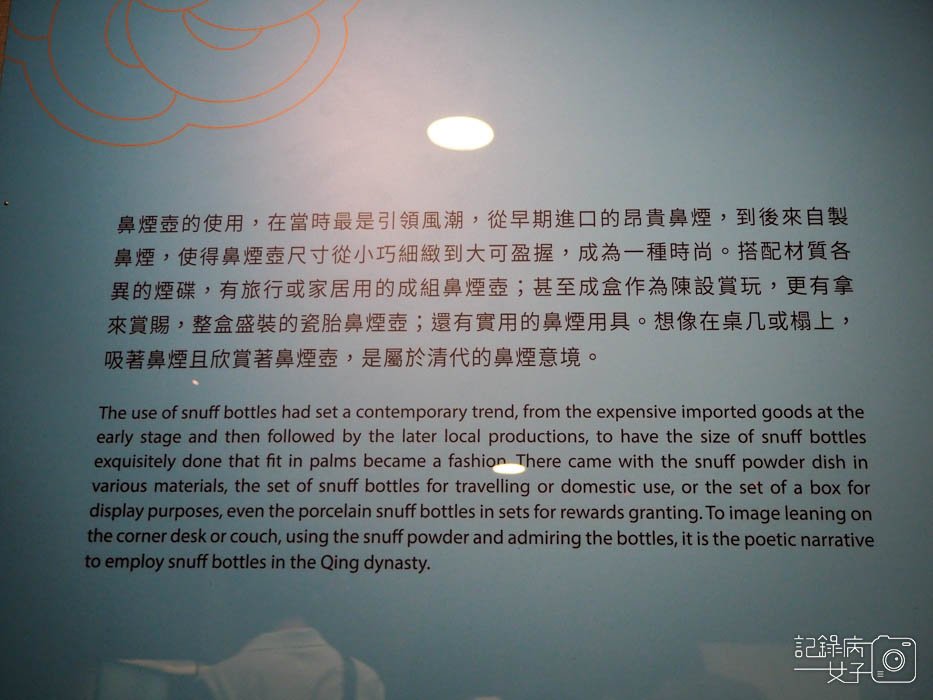 鼻煙壺的使用，在當時最是引領風潮，從早期進口的昂貴鼻煙，到後來自製
鼻煙，使得鼻煙壺尺寸從小巧細緻到大可盈握，成為一種時尚。搭配材質各
異的煙碟，有旅行或家居用的成組鼻煙壺；甚至成盒作為陳設賞玩，更有拿
來賞賜，整盒盛裝的瓷胎鼻煙壺；還有實用的鼻煙用具。想像在桌几或榻上，
吸著鼻煙且欣賞著鼻煙壺，是屬於清代的鼻煙意境。
The use of snuff bottles had set a contemporary trend, from the expensive imported goods at the
early stage and then followed by the later local productions, to have the size of snuff bottles
exquisitely done that fit in palms became a fashion. There came with the snuff powder dish in
various materials, the set of snuff bottles for travelling or domestic use, or the set of a box for
display purposes, even the porcelain snuff bottles in sets for rewards granting. To image leaning on
the corner desk or couch, using the snuff powder and admiring the bottles, it is the poetic narrative
to employ snuff bottles in the Qing dynasty.
記錄病
女子